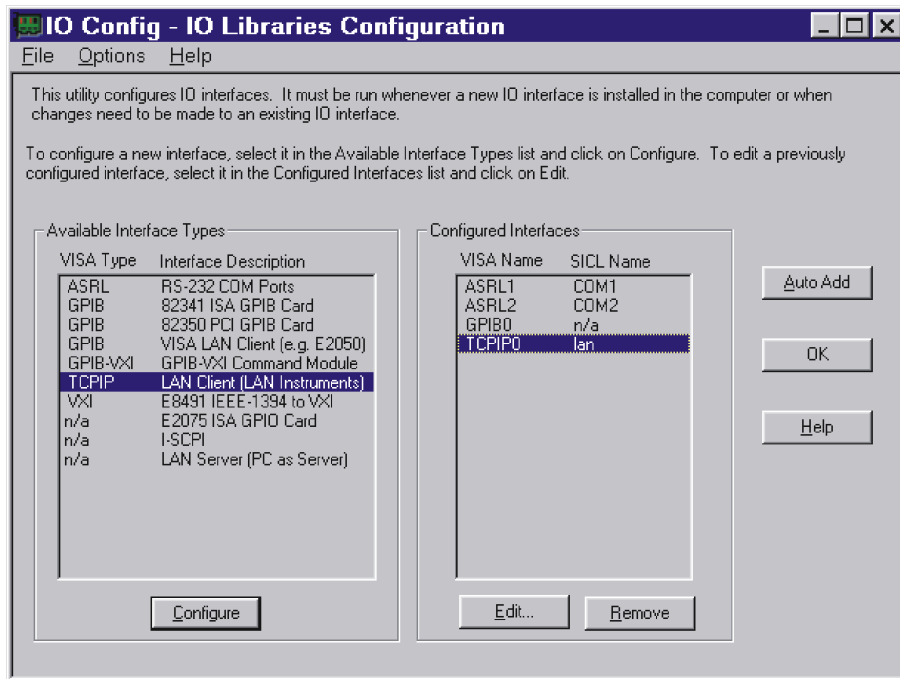 IO Config - IO Libraries Configuration
File Options Help
This utility configures IO interfaces. It must be run whenever a new IO interface is installed in the computer or when
changes need to be made to an existing IO interface.
To configure a new interface, select it in the Available Interface Types list and click on Configure. To edit a previously
configured interface, select it in the Configured Interfaces list and click on Edit.
Available Interface Types
VISA Type Interface Description
ASRL RS-232 COM Ports
GPIB 82341 ISA GPIB Card
GPIB 82350 PCI GPIB Card
GPIB VISA LAN Client (e.g. E2050)
GPIB-VXI GPIB-VXI Command Module
TCPIP LAN Client (LAN Instruments)
VXI E8491 IEEE-1394 to VXI
n/a E2075 ISA GPIO Card
n/a I-SCPI
n/a LAN Server (PC as Server)
Configure
Configured Interfaces
VISA Name SICL Name
ASRL1 COM1
ASRL2 COM2
GPIB0 n/a
TCPIP0 lan
Edit... Remove
Auto Add
OK
Help